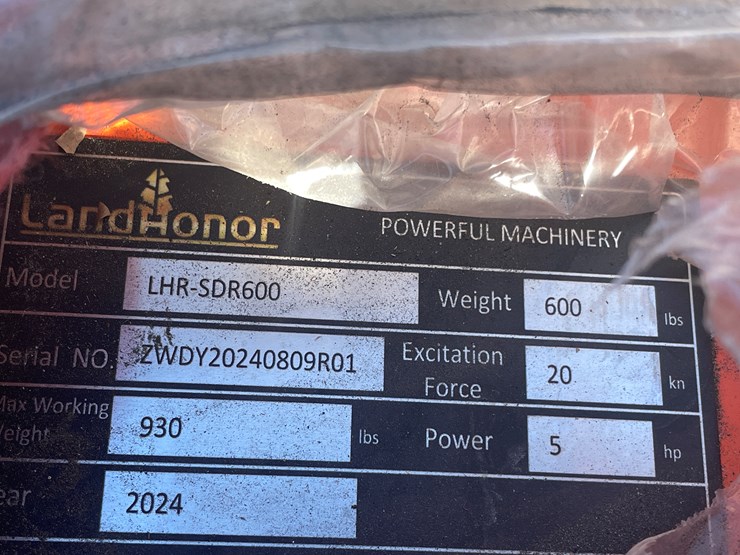 LandHonor
POWERFUL MACHINERY
Model LHR-SDR600 Weight 600 lbs
Serial NO. ZWDY20240809R01 Excitation Force 20 kn
Max Working Weight 930 lbs Power 5 hp
Year 2024